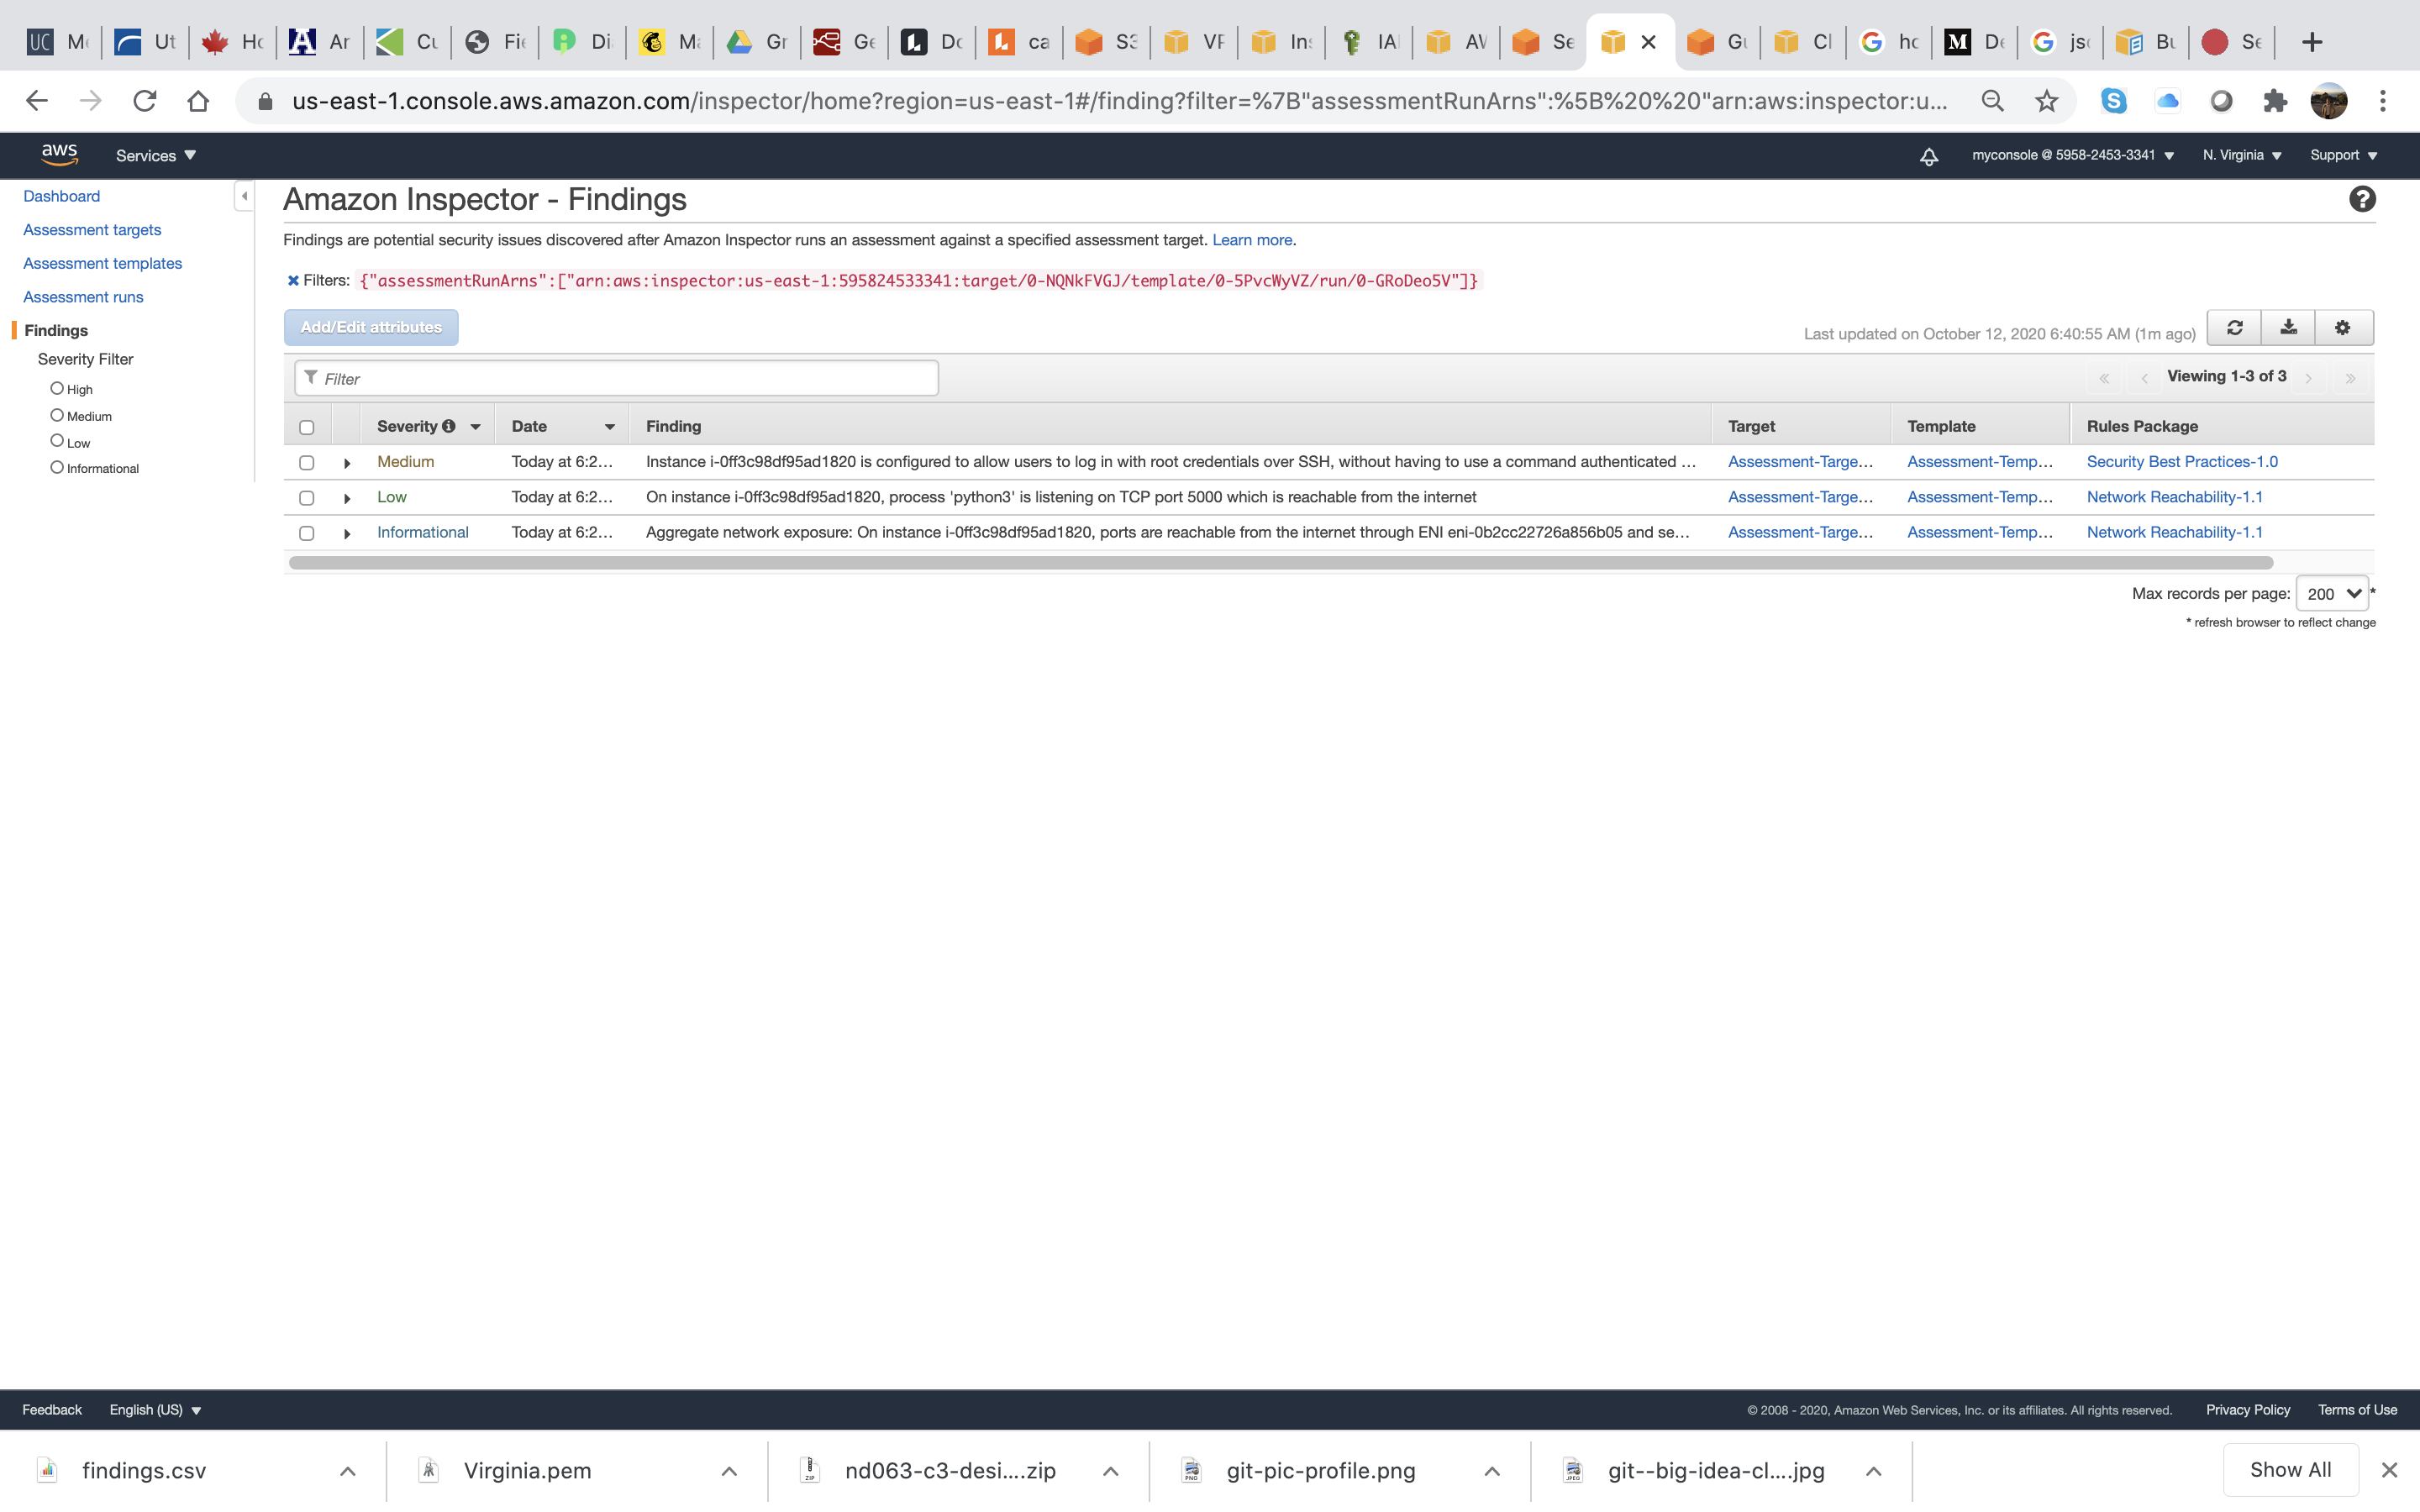 UC M Ut Ho Ar Cu Fie Di Ma Gr Ge L Do L ca S3 VP Ins IA AW Se Gu Cl ho M De jso Bu Se
us-east-1.console.aws.amazon.com/inspector/home?region=us-east-1#/finding?filter=%7B"assessmentRunArns":%5B%20%20"arn:aws:inspector:u...
aws Services myconsole @ 5958-2453-3341 N. Virginia Support
Dashboard
Assessment targets
Assessment templates
Assessment runs
Findings
Severity Filter
High
Medium
Low
Informational
Amazon Inspector - Findings
Findings are potential security issues discovered after Amazon Inspector runs an assessment against a specified assessment target. Learn more.
Filters: {"assessmentRunArns":["arn:aws:inspector:us-east-1:595824533341:target/0-NQNkFVGJ/template/0-5PvcWyVZ/run/0-GRoDeo5V"]}
Add/Edit attributes Last updated on October 12, 2020 6:40:55 AM (1m ago)
Filter « ‹ Viewing 1-3 of 3 › »
Severity Date Finding Target Template Rules Package
Medium Today at 6:2... Instance i-0ff3c98df95ad1820 is configured to allow users to log in with root credentials over SSH, without having to use a command authenticated ... Assessment-Targe... Assessment-Temp... Security Best Practices-1.0
Low Today at 6:2... On instance i-0ff3c98df95ad1820, process 'python3' is listening on TCP port 5000 which is reachable from the internet Assessment-Targe... Assessment-Temp... Network Reachability-1.1
Informational Today at 6:2... Aggregate network exposure: On instance i-0ff3c98df95ad1820, ports are reachable from the internet through ENI eni-0b2cc22726a856b05 and se... Assessment-Targe... Assessment-Temp... Network Reachability-1.1
Max records per page: 200 *
* refresh browser to reflect change
Feedback English (US) © 2008 - 2020, Amazon Web Services, Inc. or its affiliates. All rights reserved. Privacy Policy Terms of Use
findings.csv Virginia.pem nd063-c3-desi....zip git-pic-profile.png git--big-idea-cl....jpg Show All